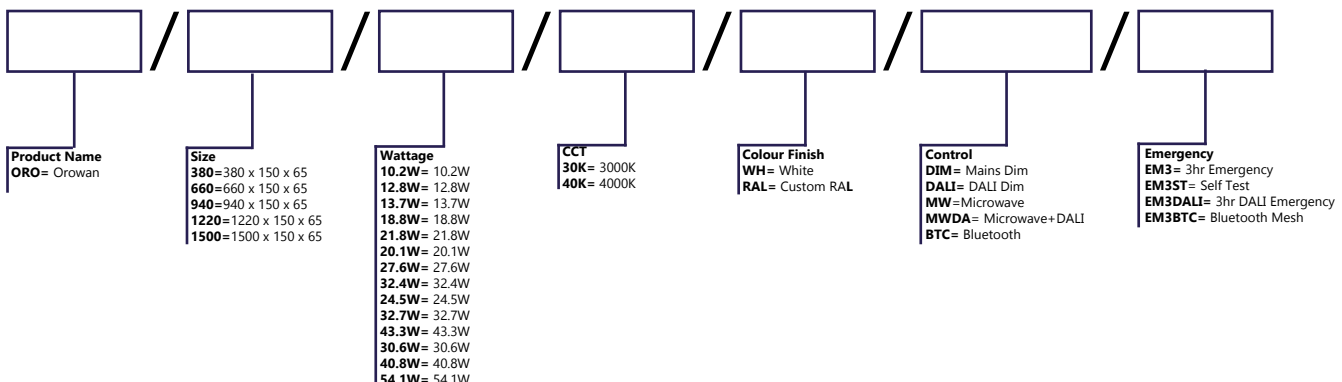 / / / / / /
Product Name
ORO= Orowan
Size
380=380 x 150 x 65
660=660 x 150 x 65
940=940 x 150 x 65
1220=1220 x 150 x 65
1500=1500 x 150 x 65
Wattage
10.2W= 10.2W
12.8W= 12.8W
13.7W= 13.7W
18.8W= 18.8W
21.8W= 21.8W
20.1W= 20.1W
27.6W= 27.6W
32.4W= 32.4W
24.5W= 24.5W
32.7W= 32.7W
43.3W= 43.3W
30.6W= 30.6W
40.8W= 40.8W
54.1W= 54.1W
CCT
30K= 3000K
40K= 4000K
Colour Finish
WH= White
RAL= Custom RAL
Control
DIM= Mains Dim
DALI= DALI Dim
MW=Microwave
MWDA= Microwave+DALI
BTC= Bluetooth
Emergency
EM3= 3hr Emergency
EM3ST= Self Test
EM3DALI= 3hr DALI Emergency
EM3BTC= Bluetooth Mesh